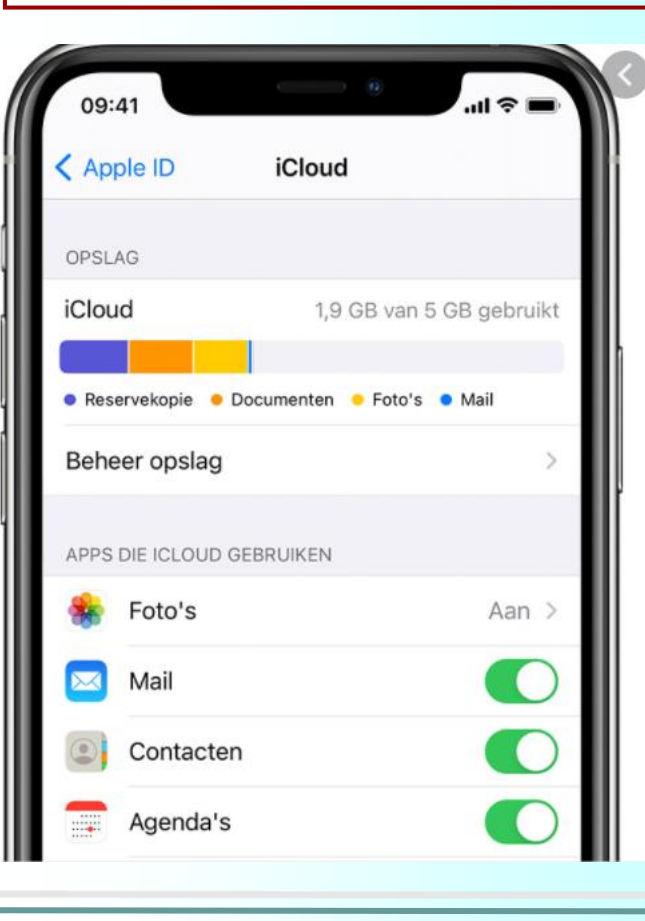 09:41
Apple ID iCloud
OPSLAG
iCloud 1,9 GB van 5 GB gebruikt
Reservekopie Documenten Foto's Mail
Beheer opslag
APPS DIE ICLOUD GEBRUIKEN
Foto's Aan
Mail
Contacten
Agenda's